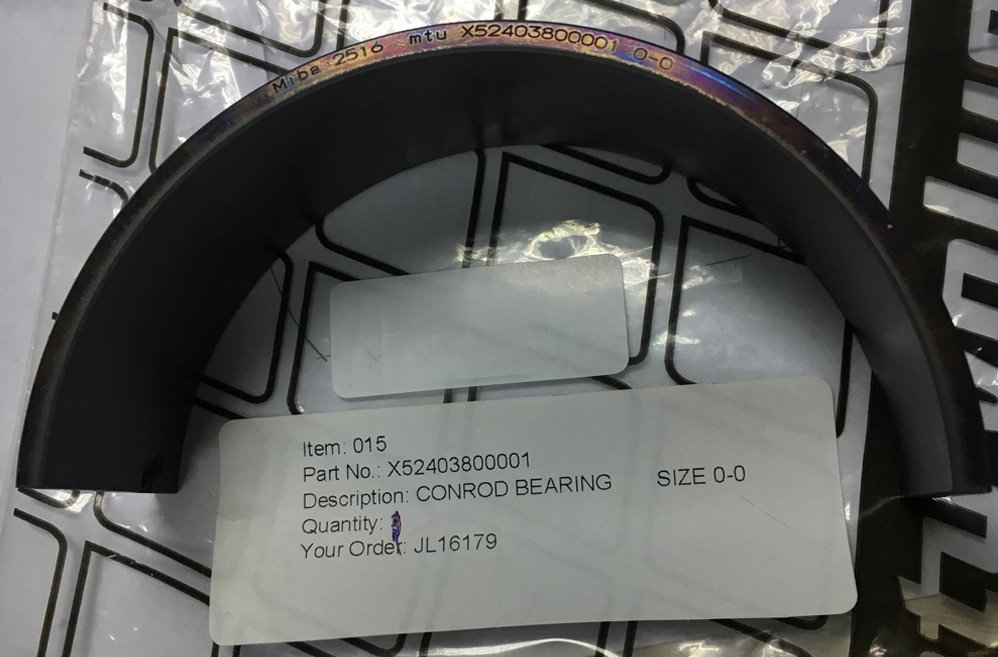 Miba 2516 mtu X52403800001 0-0
Item: 015
Part No.: X52403800001
Description: CONROD BEARING SIZE 0-0
Quantity:
Your Order: JL16179